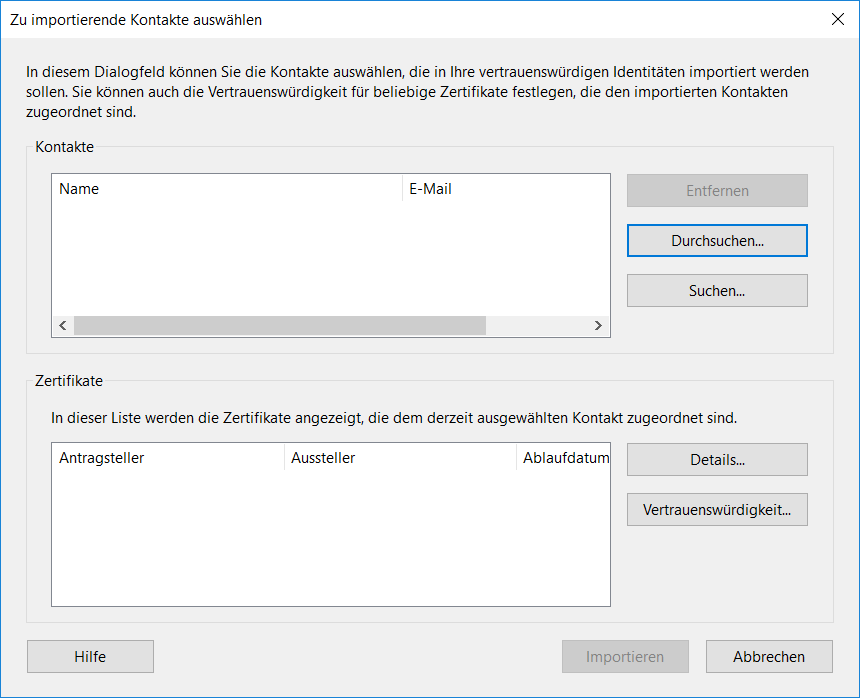 Zu importierende Kontakte auswählen
In diesem Dialogfeld können Sie die Kontakte auswählen, die in Ihre vertrauenswürdigen Identitäten importiert werden
sollen. Sie können auch die Vertrauenswürdigkeit für beliebige Zertifikate festlegen, die den importierten Kontakten
zugeordnet sind.
Kontakte
Name E-Mail
Entfernen
Durchsuchen...
Suchen...
Zertifikate
In dieser Liste werden die Zertifikate angezeigt, die dem derzeit ausgewählten Kontakt zugeordnet sind.
Antragsteller Aussteller Ablaufdatum
Details...
Vertrauenswürdigkeit...
Hilfe Importieren Abbrechen